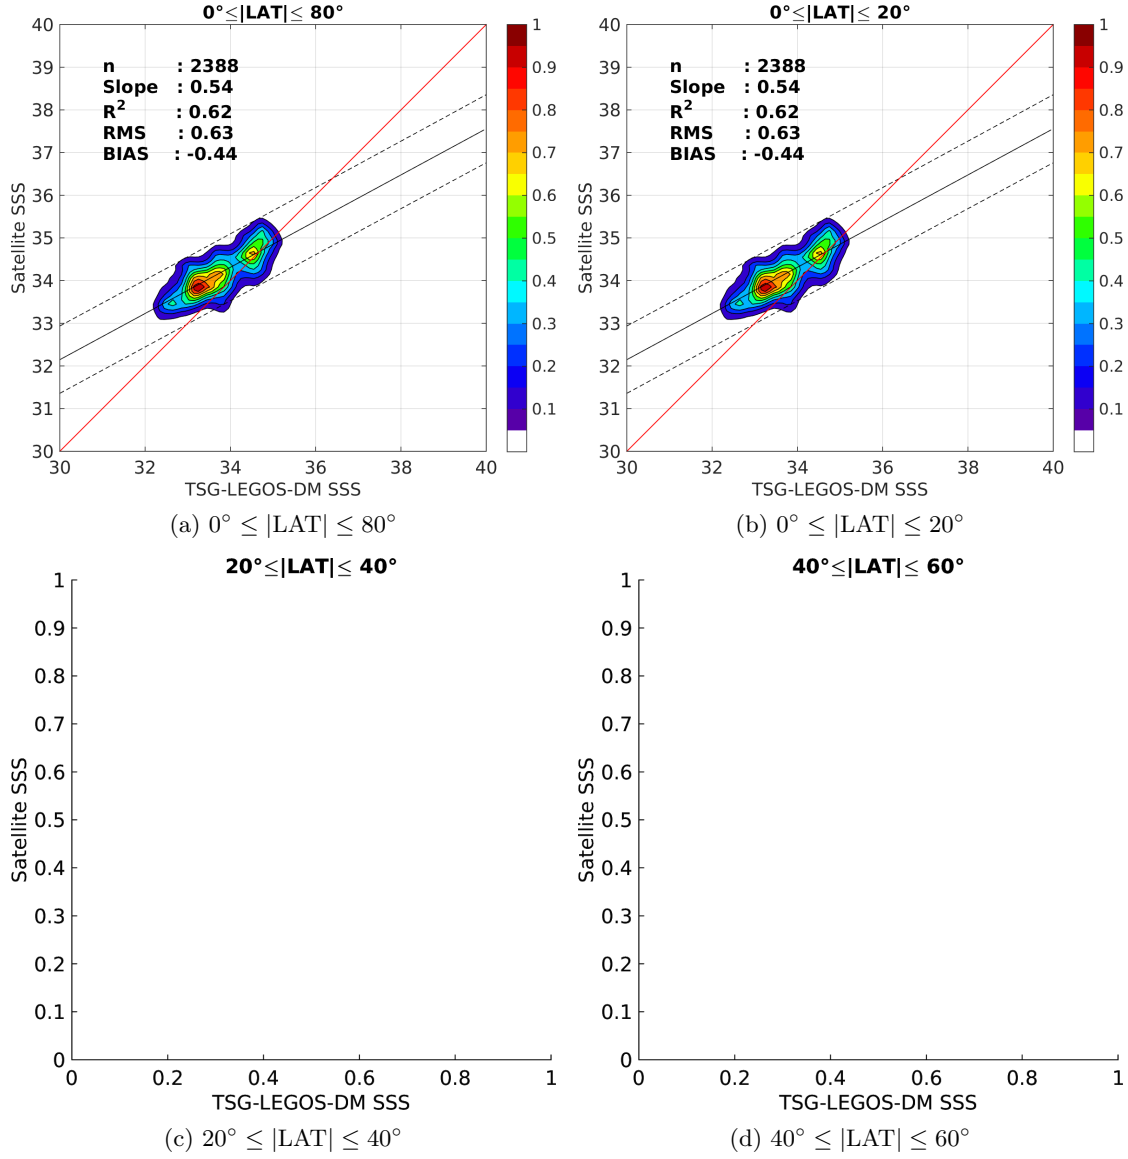 0°≤|LAT|≤ 80°
n : 2388
Slope : 0.54
R² : 0.62
RMS : 0.63
BIAS : -0.44
40
39
38
37
36
35
34
33
32
31
30
30 32 34 36 38 40
Satellite SSS
TSG-LEGOS-DM SSS
1
0.9
0.8
0.7
0.6
0.5
0.4
0.3
0.2
0.1
(a) 0° ≤ |LAT| ≤ 80°
0°≤|LAT|≤ 20°
n : 2388
Slope : 0.54
R² : 0.62
RMS : 0.63
BIAS : -0.44
40
39
38
37
36
35
34
33
32
31
30
30 32 34 36 38 40
Satellite SSS
TSG-LEGOS-DM SSS
1
0.9
0.8
0.7
0.6
0.5
0.4
0.3
0.2
0.1
(b) 0° ≤ |LAT| ≤ 20°
20°≤|LAT|≤ 40°
1
0.9
0.8
0.7
0.6
0.5
0.4
0.3
0.2
0.1
0
0 0.2 0.4 0.6 0.8 1
Satellite SSS
TSG-LEGOS-DM SSS
(c) 20° ≤ |LAT| ≤ 40°
40°≤|LAT|≤ 60°
1
0.9
0.8
0.7
0.6
0.5
0.4
0.3
0.2
0.1
0
0 0.2 0.4 0.6 0.8 1
Satellite SSS
TSG-LEGOS-DM SSS
(d) 40° ≤ |LAT| ≤ 60°